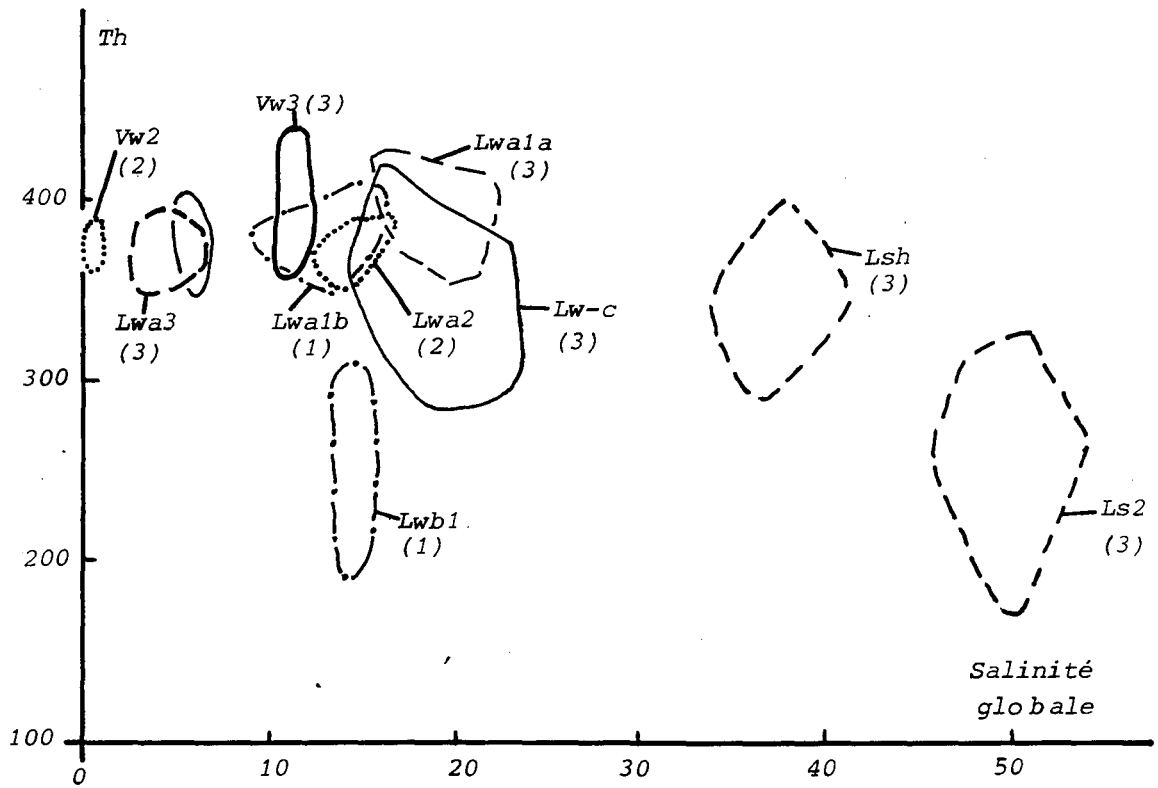 Th
Vw3(3)
Vw2
(2)
Lwa1a
(3)
400
Lsh
(3)
Lwa3
(3)
Lwa1b
(1)
Lwa2
(2)
Lw-c
(3)
300
Lwb1
(1)
Ls2
(3)
200
Salinité
globale
100
0
10
20
30
40
50